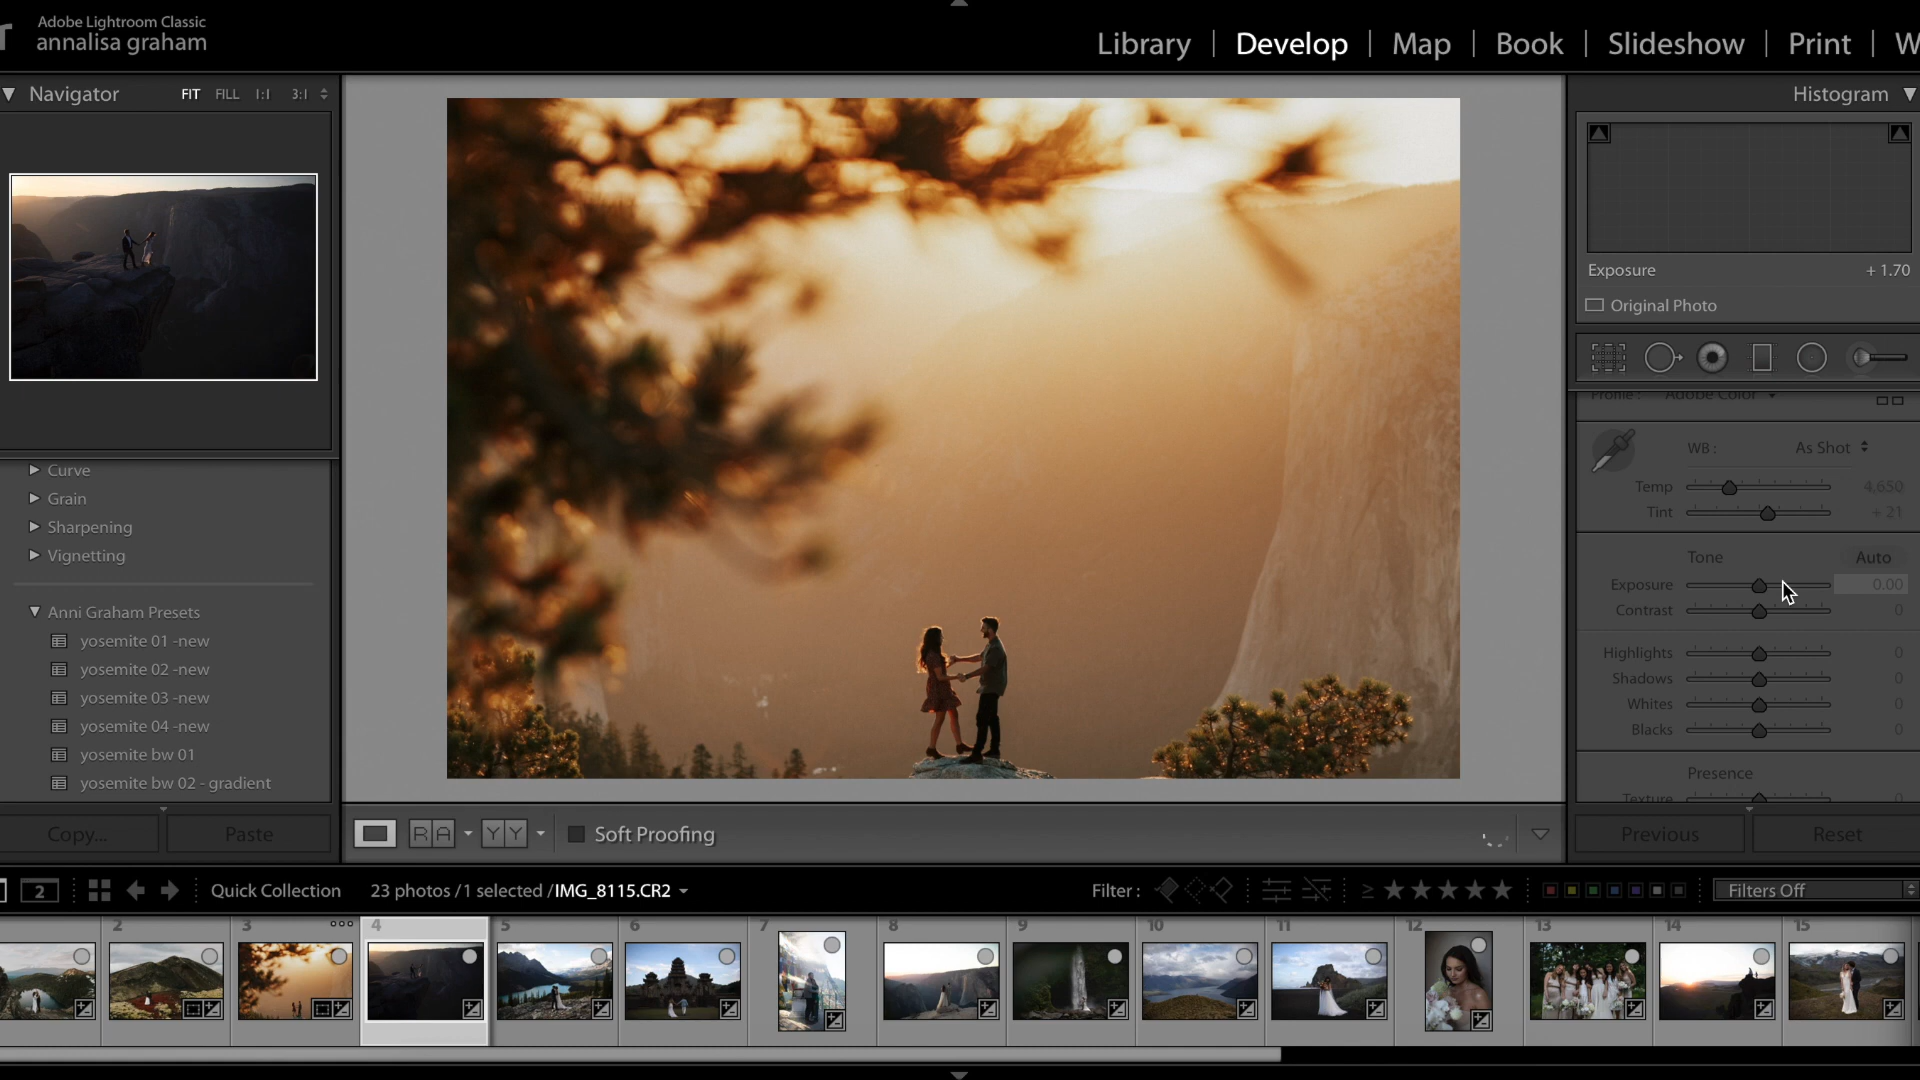 Adobe Lightroom Classic
annalisa graham
Library | Develop | Map | Book | Slideshow | Print | W
Navigator FIT FILL 1:1 3:1
Histogram
Exposure + 1.70
Original Photo
Profile : Adobe Color
WB : As Shot
Temp 4,650
Tint + 21
Tone Auto
Exposure 0.00
Contrast 0
Highlights 0
Shadows 0
Whites 0
Blacks 0
Presence
Texture 0
Curve
Grain
Sharpening
Vignetting
Anni Graham Presets
yosemite 01 -new
yosemite 02 -new
yosemite 03 -new
yosemite 04 -new
yosemite bw 01
yosemite bw 02 - gradient
Copy... Paste
R A Y Y Soft Proofing
Previous Reset
2 Quick Collection 23 photos /1 selected /IMG_8115.CR2 Filter : ≥ ★★★★★ Filters Off
2 3 4 5 6 7 8 9 10 11 12 13 14 15